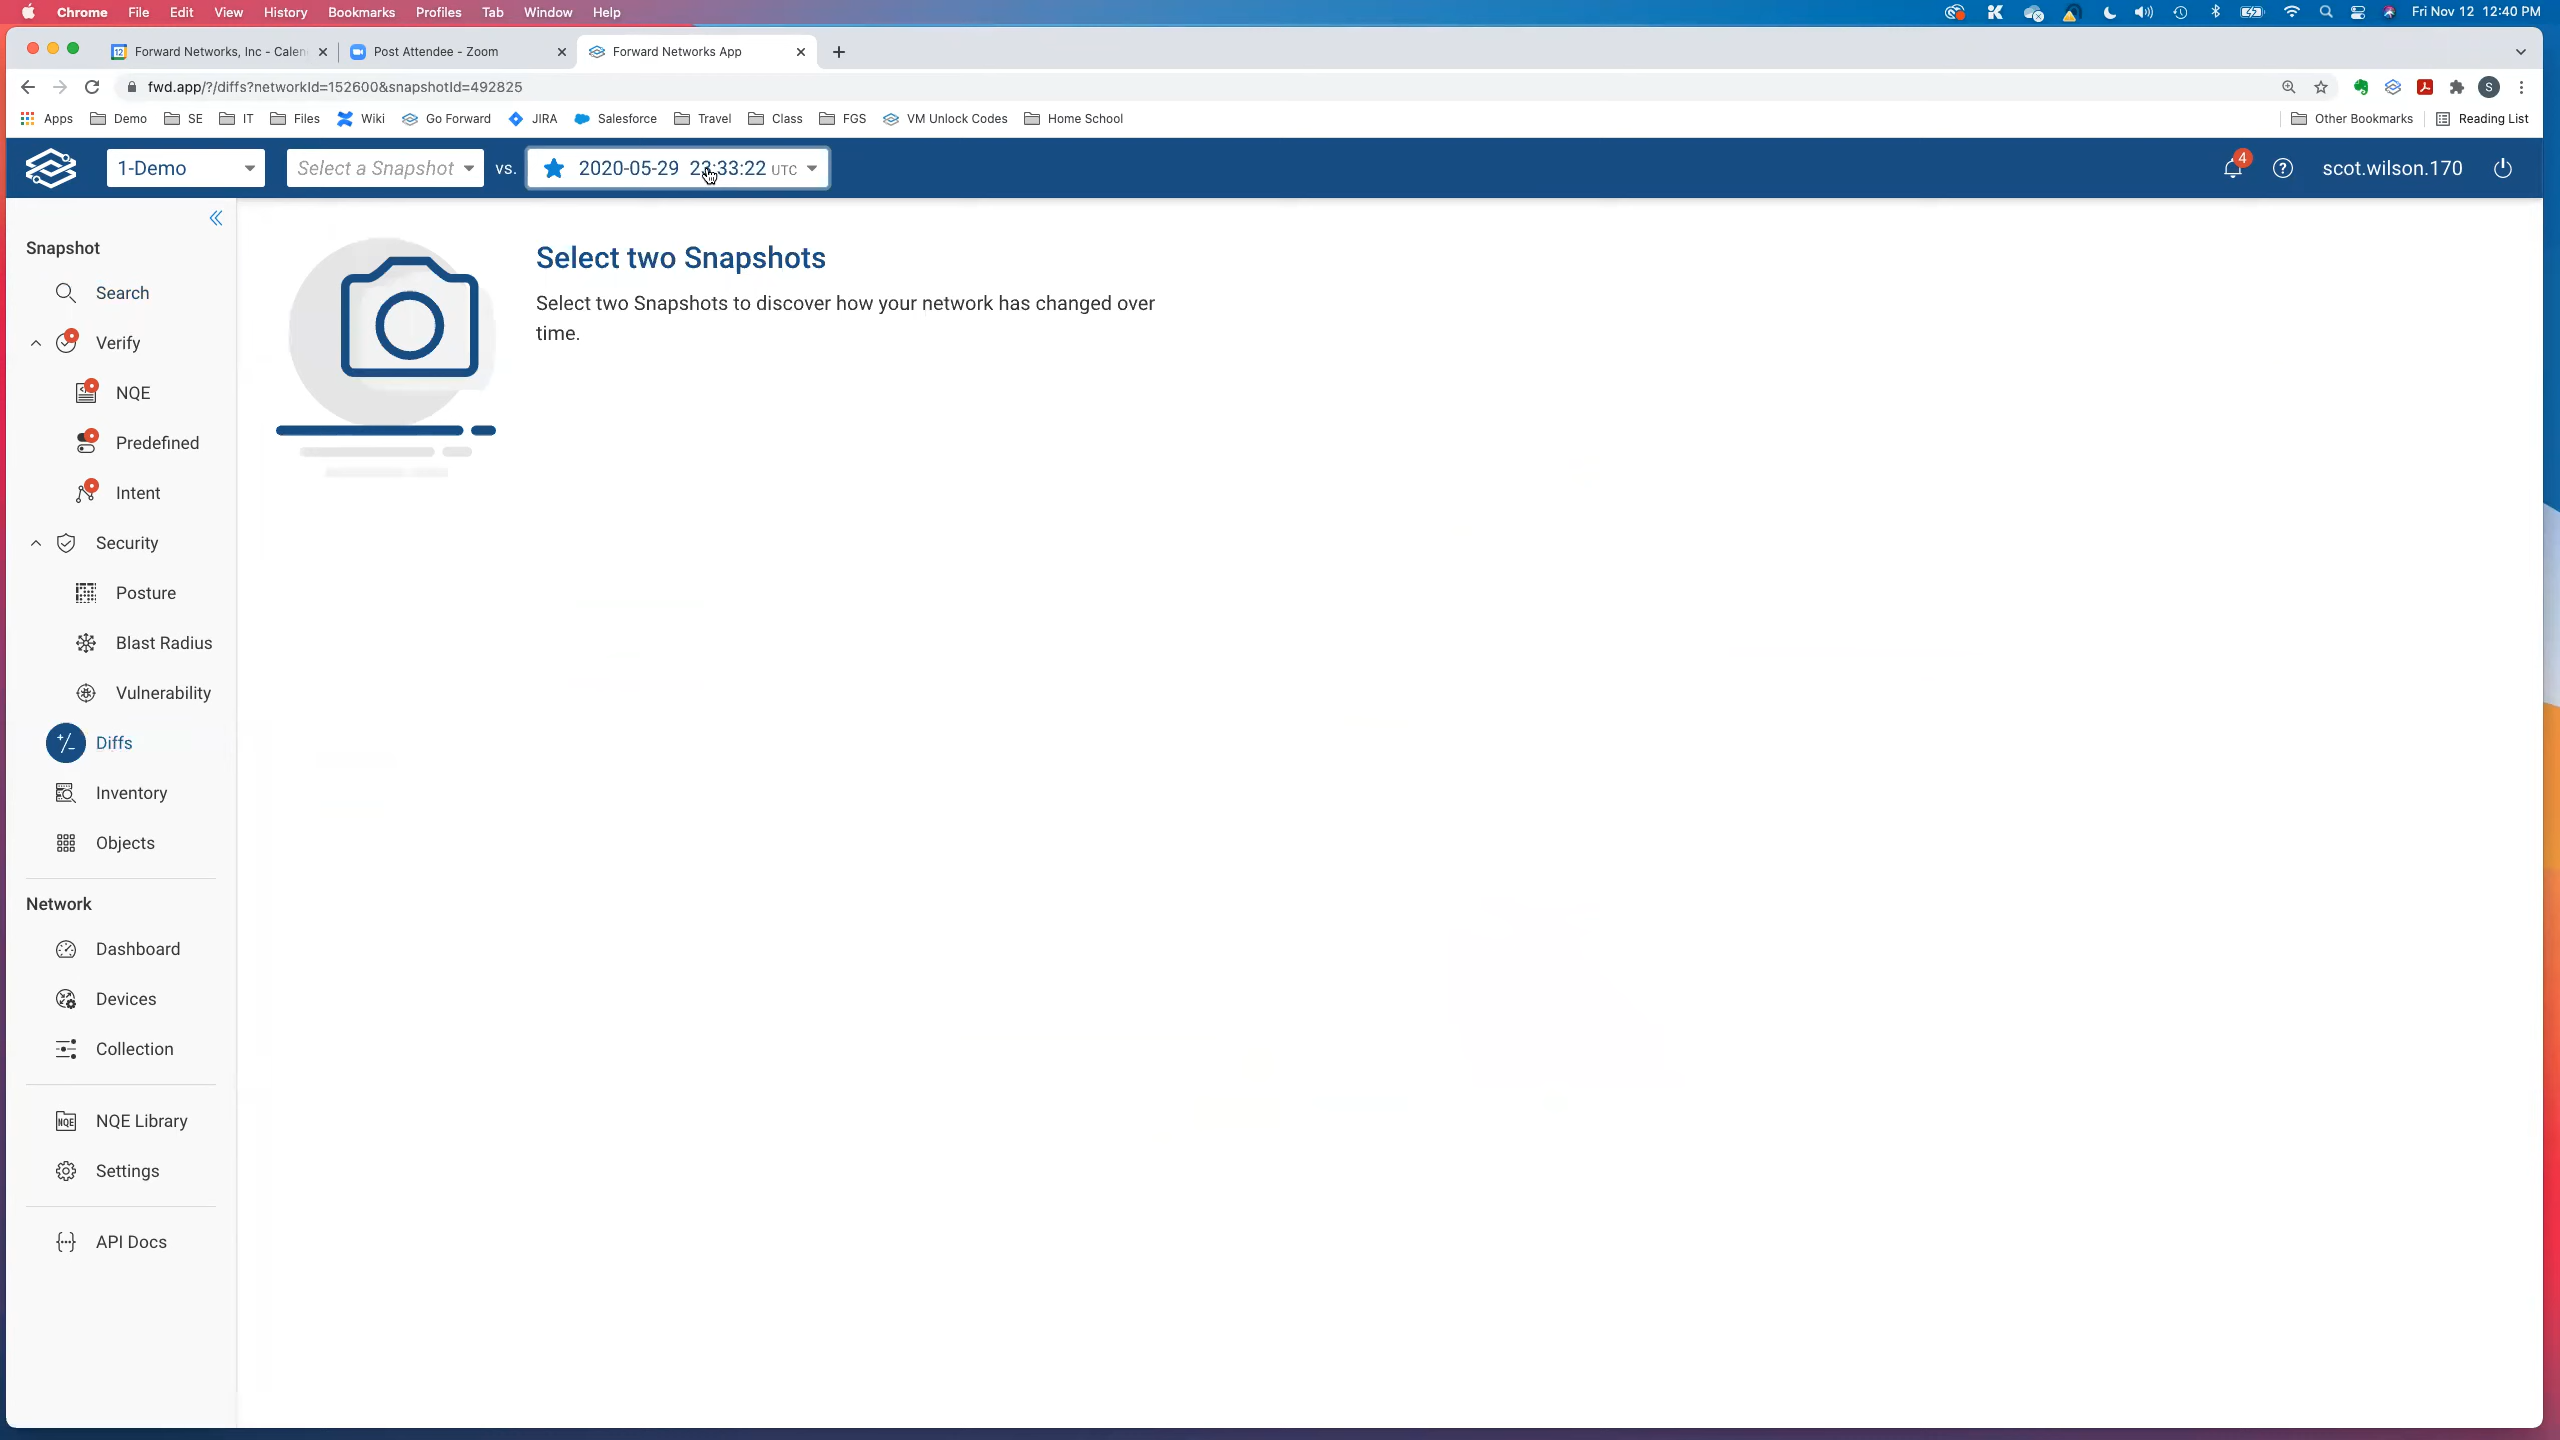 Chrome File Edit View History Bookmarks Profiles Tab Window Help Fri Nov 12 12:40 PM
12 Forward Networks, Inc - Calen Post Attendee - Zoom Forward Networks App
fwd.app/?/diffs?networkId=152600&snapshotId=492825 S
Apps Demo SE IT Files Wiki Go Forward JIRA Salesforce Travel Class FGS VM Unlock Codes Home School Other Bookmarks Reading List
1-Demo Select a Snapshot vs. 2020-05-29 23:33:22 UTC 4 scot.wilson.170
Snapshot
Search
Verify
NQE
Predefined
Intent
Security
Posture
Blast Radius
Vulnerability
Diffs
Inventory
Objects
Network
Dashboard
Devices
Collection
NQE NQE Library
Settings
API Docs
Select two Snapshots
Select two Snapshots to discover how your network has changed over
time.